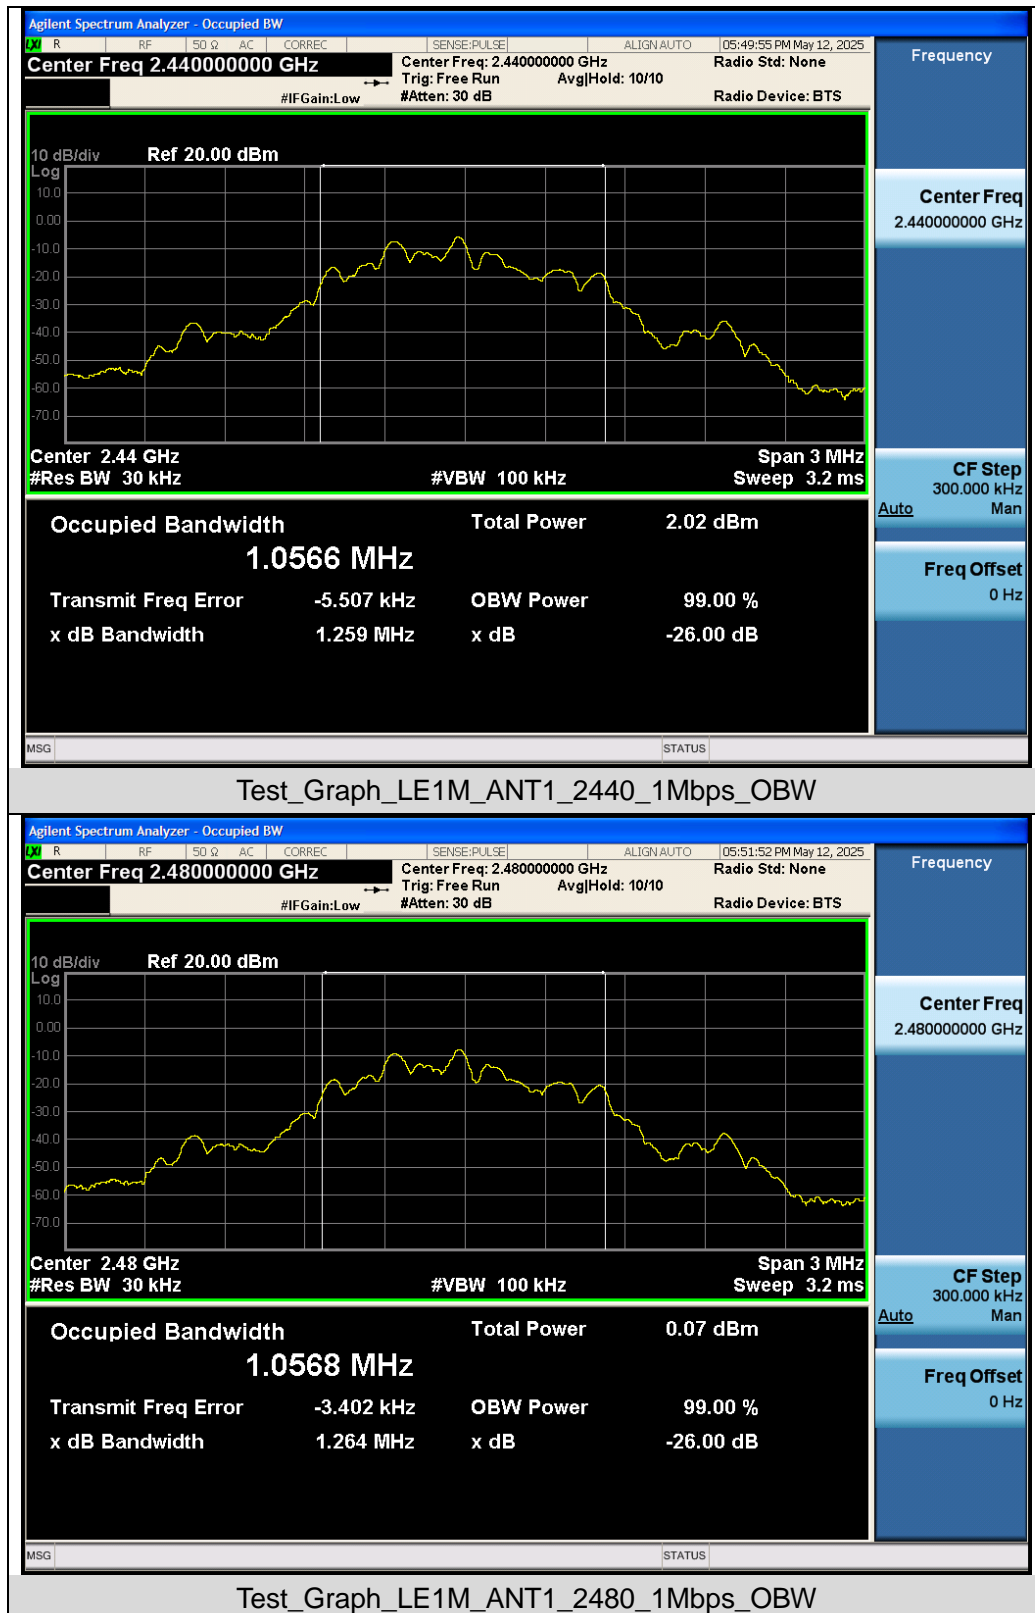 Agilent Spectrum Analyzer - Occupied BW
LXI R RF 50 Ω AC CORREC SENSE:PULSE ALIGN AUTO 05:49:55 PM May 12, 2025
Center Freq 2.440000000 GHz
Center Freq: 2.440000000 GHz Radio Std: None
Trig: Free Run Avg|Hold: 10/10
#IFGain:Low #Atten: 30 dB Radio Device: BTS
Frequency
10 dB/div Ref 20.00 dBm
Log
10.0
0.00
-10.0
-20.0
-30.0
-40.0
-50.0
-60.0
-70.0
Center 2.44 GHz Span 3 MHz
#Res BW 30 kHz #VBW 100 kHz Sweep 3.2 ms
Center Freq
2.440000000 GHz
CF Step
300.000 kHz
Auto Man
Freq Offset
0 Hz
Occupied Bandwidth Total Power 2.02 dBm
1.0566 MHz
Transmit Freq Error -5.507 kHz OBW Power 99.00 %
x dB Bandwidth 1.259 MHz x dB -26.00 dB
MSG STATUS
Test_Graph_LE1M_ANT1_2440_1Mbps_OBW
Agilent Spectrum Analyzer - Occupied BW
LXI R RF 50 Ω AC CORREC SENSE:PULSE ALIGN AUTO 05:51:52 PM May 12, 2025
Center Freq 2.480000000 GHz
Center Freq: 2.480000000 GHz Radio Std: None
Trig: Free Run Avg|Hold: 10/10
#IFGain:Low #Atten: 30 dB Radio Device: BTS
Frequency
10 dB/div Ref 20.00 dBm
Log
10.0
0.00
-10.0
-20.0
-30.0
-40.0
-50.0
-60.0
-70.0
Center 2.48 GHz Span 3 MHz
#Res BW 30 kHz #VBW 100 kHz Sweep 3.2 ms
Center Freq
2.480000000 GHz
CF Step
300.000 kHz
Auto Man
Freq Offset
0 Hz
Occupied Bandwidth Total Power 0.07 dBm
1.0568 MHz
Transmit Freq Error -3.402 kHz OBW Power 99.00 %
x dB Bandwidth 1.264 MHz x dB -26.00 dB
MSG STATUS
Test_Graph_LE1M_ANT1_2480_1Mbps_OBW